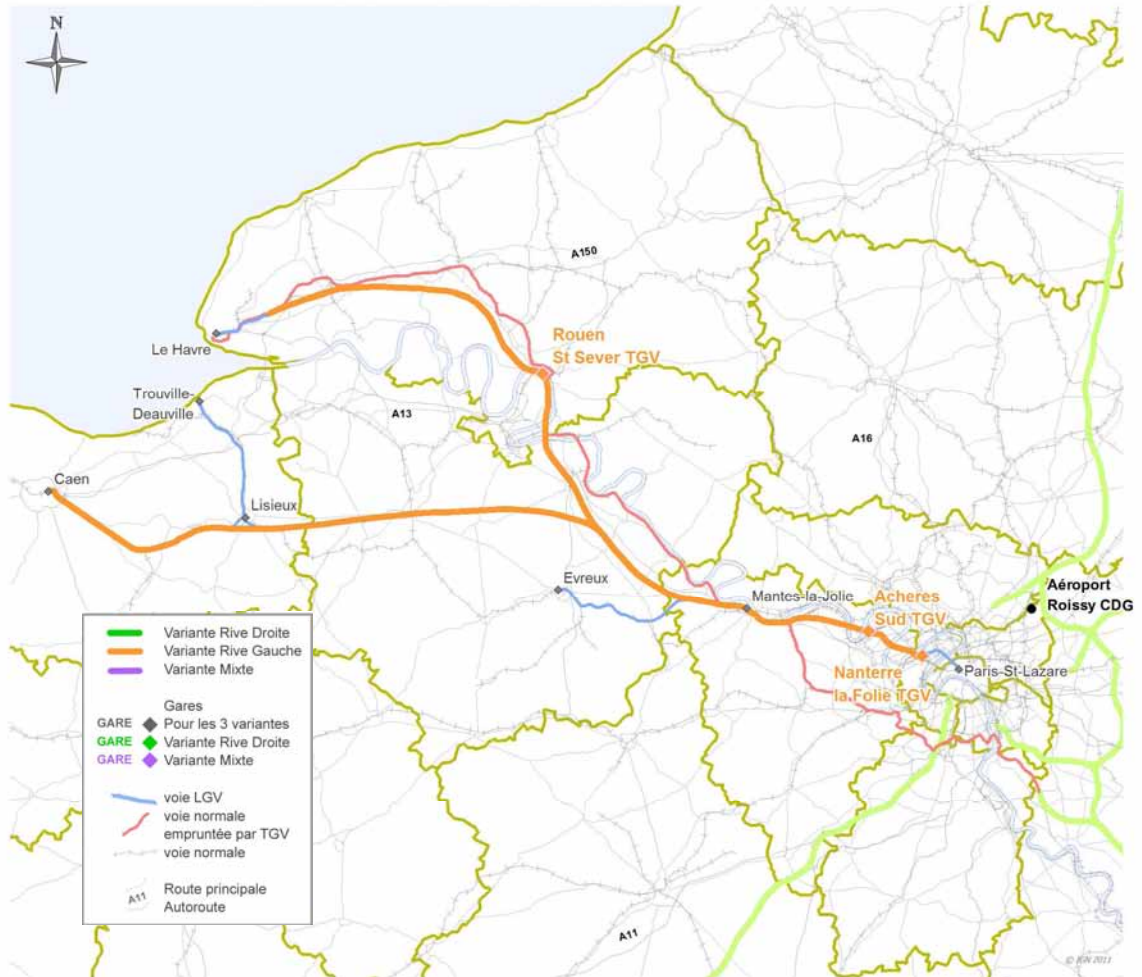 N
A150
Rouen
St Sever TGV
Le Havre
Trouville-
Deauville
A13
A16
Caen
Lisieux
Evreux
Mantes-la-Jolie
Acheres
Sud TGV
Aéroport
Roissy CDG
Nanterre
la Folie TGV
Paris-St-Lazare
Variante Rive Droite
Variante Rive Gauche
Variante Mixte
Gares
GARE Pour les 3 variantes
GARE Variante Rive Droite
GARE Variante Mixte
voie LGV
voie normale
empruntée par TGV
voie normale
A11 Route principale
Autoroute
A11
© IGN 2011